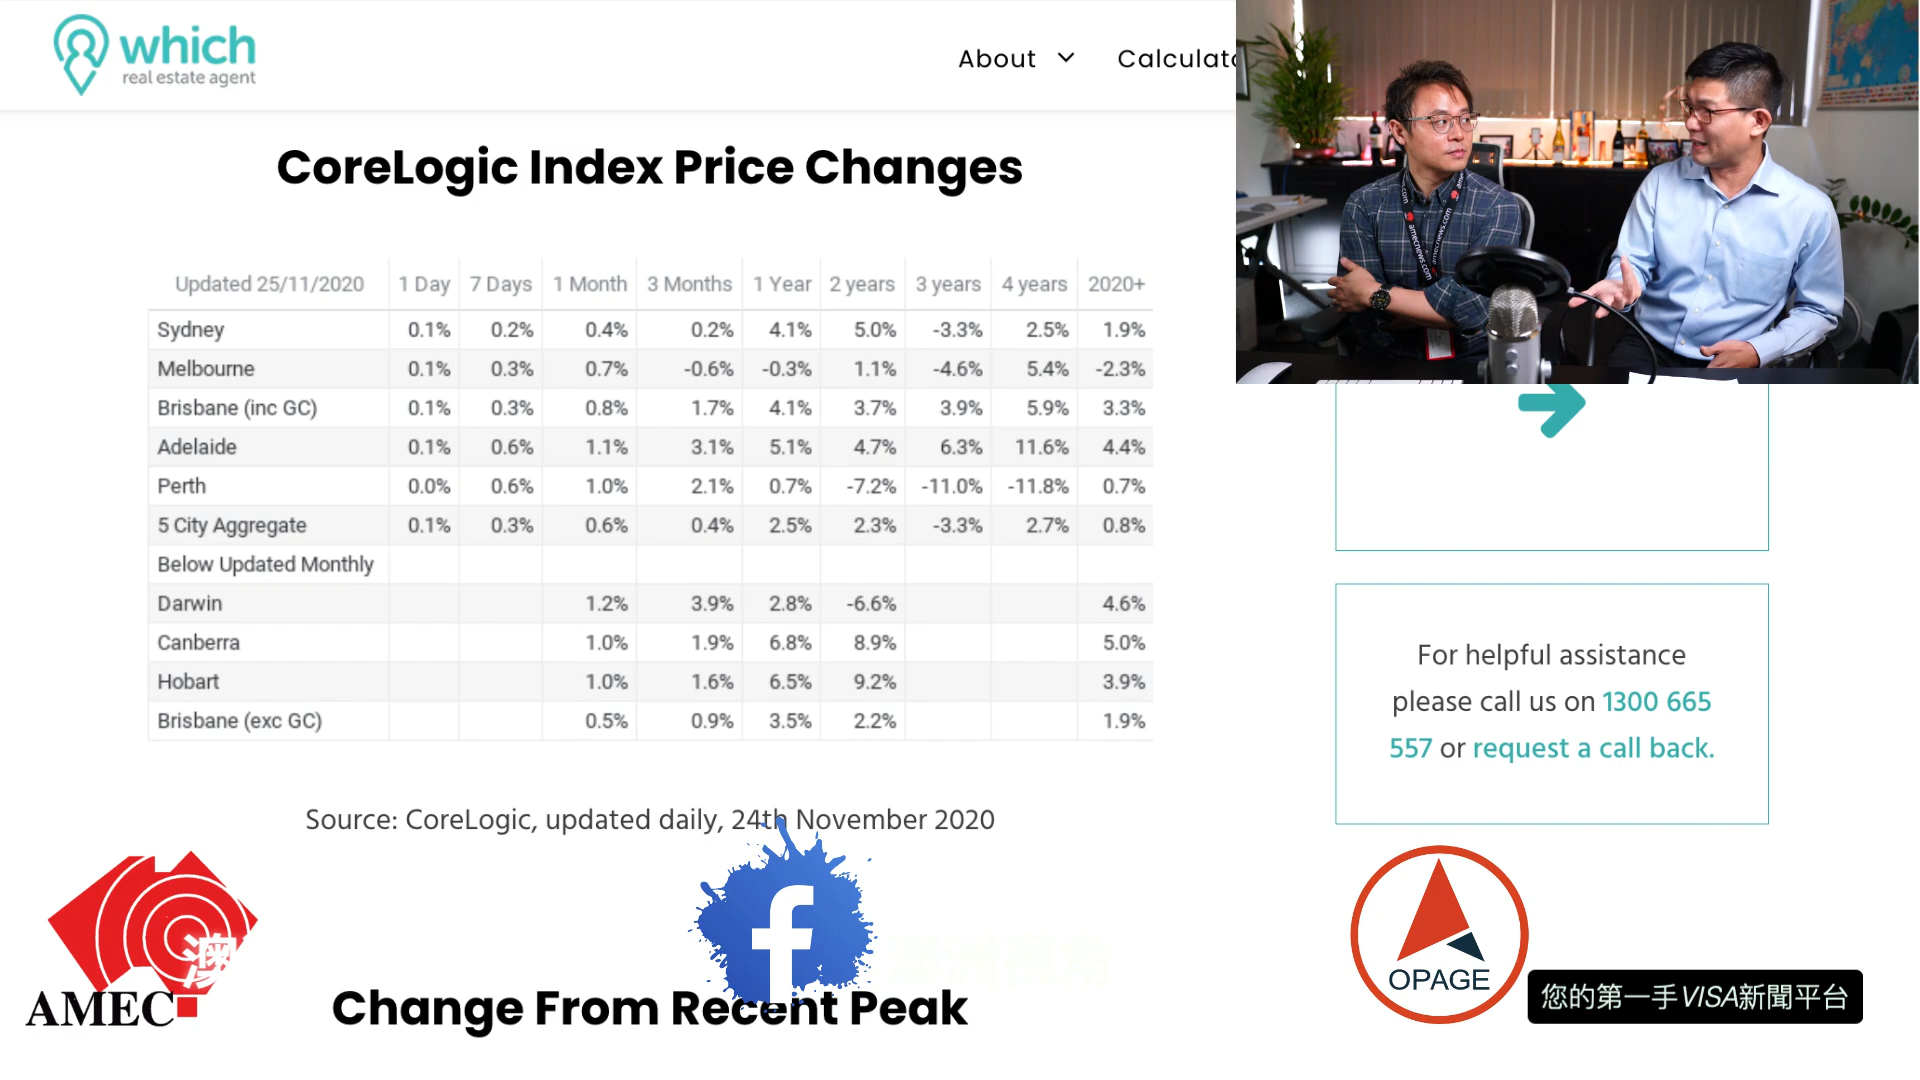 which
real estate agent
About
Calculato
CoreLogic Index Price Changes
Updated 25/11/2020 1 Day 7 Days 1 Month 3 Months 1 Year 2 years 3 years 4 years 2020+
Sydney 0.1% 0.2% 0.4% 0.2% 4.1% 5.0% -3.3% 2.5% 1.9%
Melbourne 0.1% 0.3% 0.7% -0.6% -0.3% 1.1% -4.6% 5.4% -2.3%
Brisbane (inc GC) 0.1% 0.3% 0.8% 1.7% 4.1% 3.7% 3.9% 5.9% 3.3%
Adelaide 0.1% 0.6% 1.1% 3.1% 5.1% 4.7% 6.3% 11.6% 4.4%
Perth 0.0% 0.6% 1.0% 2.1% 0.7% -7.2% -11.0% -11.8% 0.7%
5 City Aggregate 0.1% 0.3% 0.6% 0.4% 2.5% 2.3% -3.3% 2.7% 0.8%
Below Updated Monthly
Darwin 1.2% 3.9% 2.8% -6.6% 4.6%
Canberra 1.0% 1.9% 6.8% 8.9% 5.0%
Hobart 1.0% 1.6% 6.5% 9.2% 3.9%
Brisbane (exc GC) 0.5% 0.9% 3.5% 2.2% 1.9%
Source: CoreLogic, updated daily, 24th November 2020
Change From Recent Peak
amecnews.com
amecnews.com
For helpful assistance
please call us on 1300 665
557 or request a call back.
澳
AMEC
f
OPAGE
您的第一手VISA新聞平台